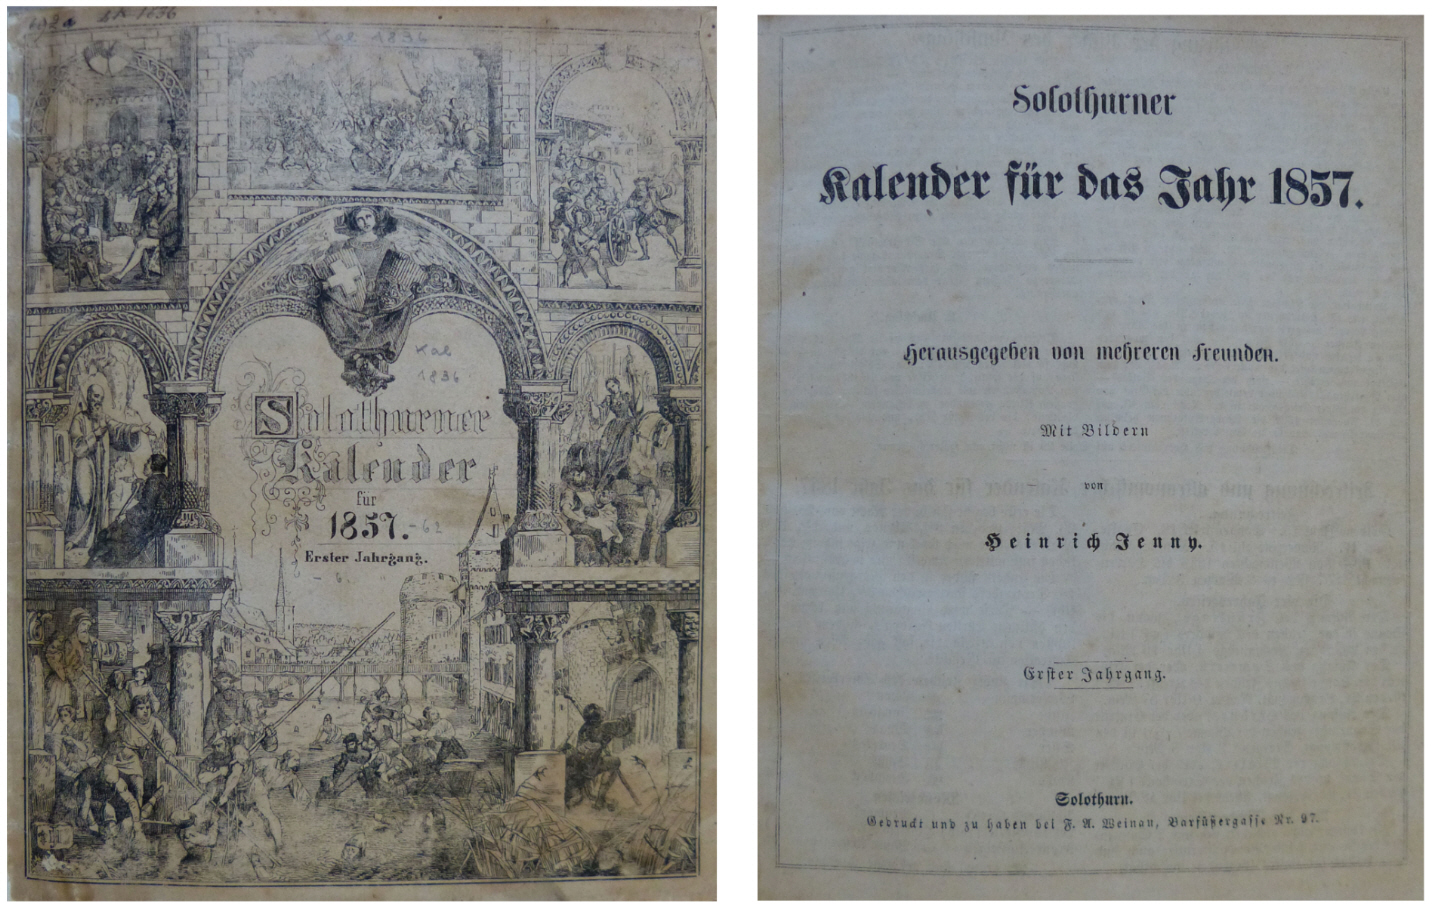 4A 1636
Kal 1836
Kal
1836
Solothurner
Kalender
für
1857.-62
Erster Jahrgang.
Solothurner
Kalender für das Jahr 1857.
Herausgegeben von mehreren Freunden.
Mit Bildern
von
Heinrich Jenny.
Erster Jahrgang.
Solothurn.
Gedruckt und zu haben bei F. A. Weinau, Barfüßergasse Nr. 97.